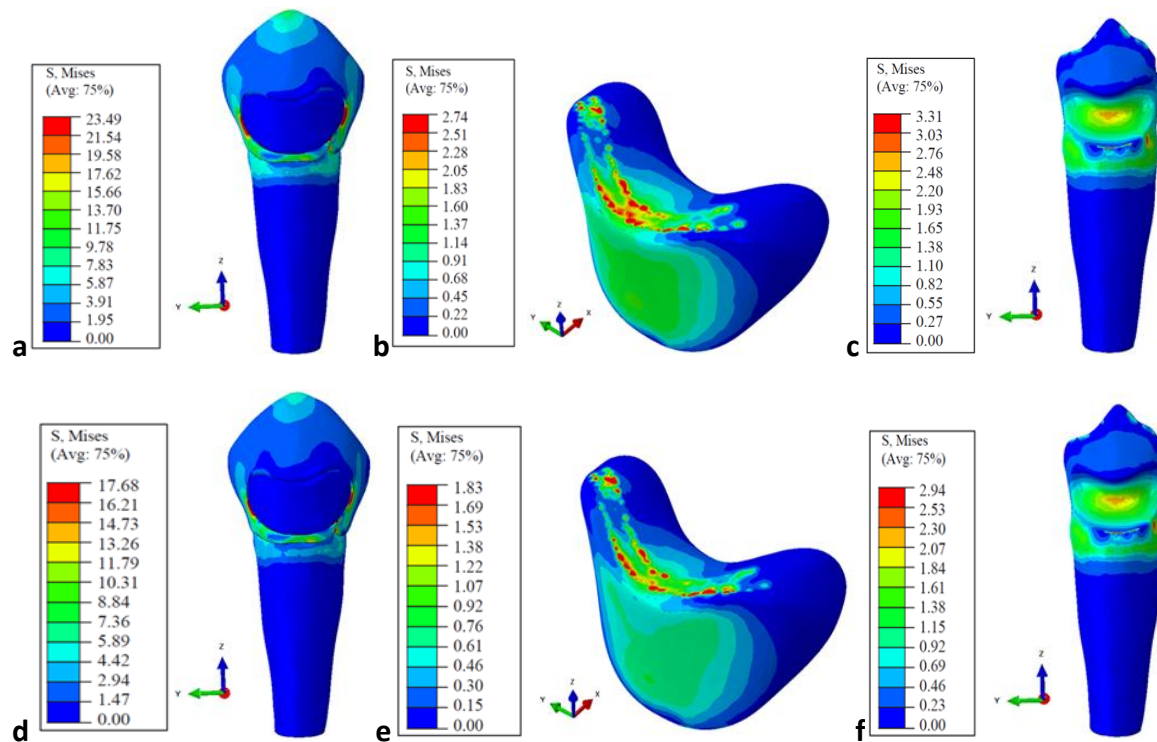 S, Mises
(Avg: 75%)
23.49
21.54
19.58
17.62
15.66
13.70
11.75
9.78
7.83
5.87
3.91
1.95
0.00
Z
Y
a
S, Mises
(Avg: 75%)
2.74
2.51
2.28
2.05
1.83
1.60
1.37
1.14
0.91
0.68
0.45
0.22
0.00
Z
Y
X
b
S, Mises
(Avg: 75%)
3.31
3.03
2.76
2.48
2.20
1.93
1.65
1.38
1.10
0.82
0.55
0.27
0.00
Z
Y
c
S, Mises
(Avg: 75%)
17.68
16.21
14.73
13.26
11.79
10.31
8.84
7.36
5.89
4.42
2.94
1.47
0.00
Z
Y
d
S, Mises
(Avg: 75%)
1.83
1.69
1.53
1.38
1.22
1.07
0.92
0.76
0.61
0.46
0.30
0.15
0.00
Z
Y
X
e
S, Mises
(Avg: 75%)
2.94
2.53
2.30
2.07
1.84
1.61
1.38
1.15
0.92
0.69
0.46
0.23
0.00
Z
Y
f